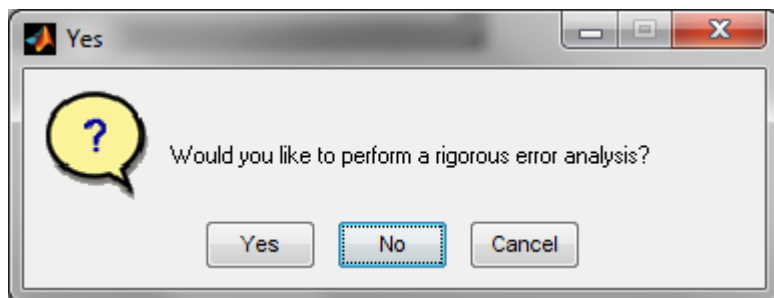 Yes
?
Would you like to perform a rigorous error analysis?
Yes No Cancel